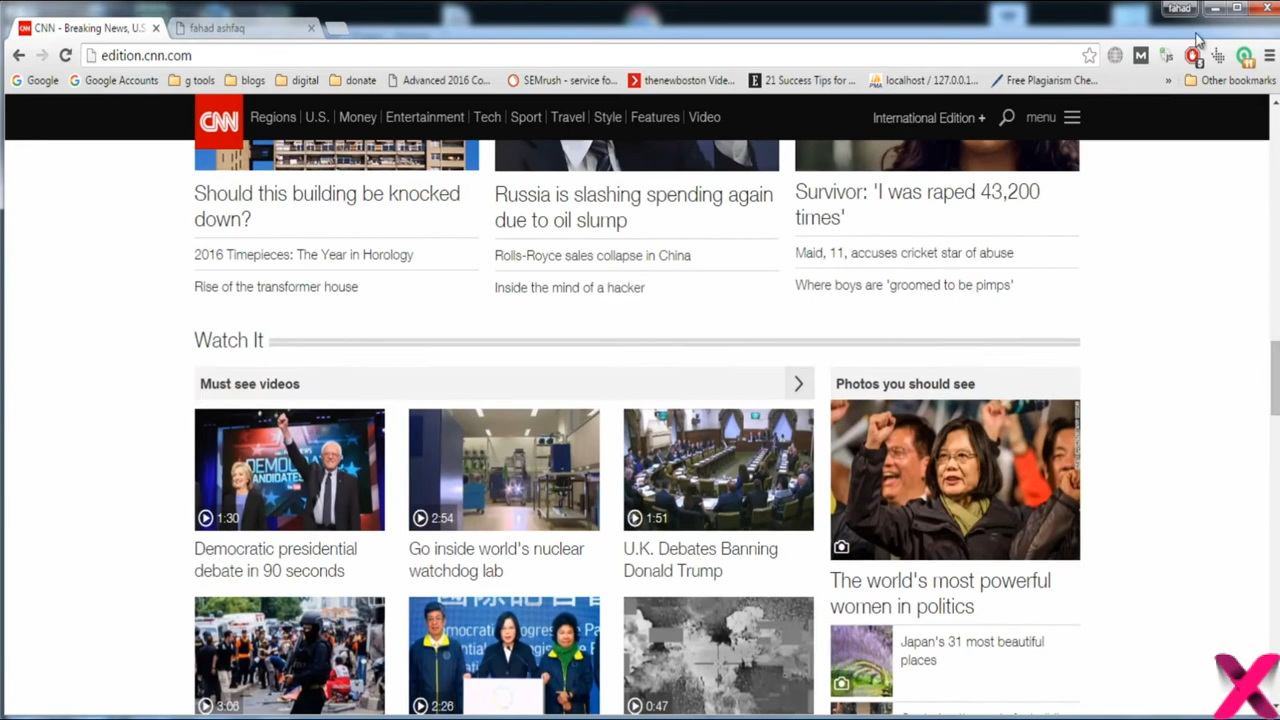 fahad
CNN - Breaking News, U.S
fahad ashfaq
edition.cnn.com
Google
Google Accounts
g tools
blogs
digital
donate
Advanced 2016 Co...
SEMrush - service fo...
thenewboston Vide...
21 Success Tips for ...
localhost / 127.0.0.1...
Free Plagiarism Che...
»
Other bookmarks
CNN
Regions
U.S.
Money
Entertainment
Tech
Sport
Travel
Style
Features
Video
International Edition +
menu
Should this building be knocked
down?
2016 Timepieces: The Year in Horology
Rise of the transformer house
Russia is slashing spending again
due to oil slump
Rolls-Royce sales collapse in China
Inside the mind of a hacker
Survivor: 'I was raped 43,200
times'
Maid, 11, accuses cricket star of abuse
Where boys are 'groomed to be pimps'
Watch It
Must see videos
1:30
Democratic presidential
debate in 90 seconds
2:54
Go inside world's nuclear
watchdog lab
1:51
U.K. Debates Banning
Donald Trump
3:06
2:26
0:47
Photos you should see
The world's most powerful
women in politics
Japan's 31 most beautiful
places